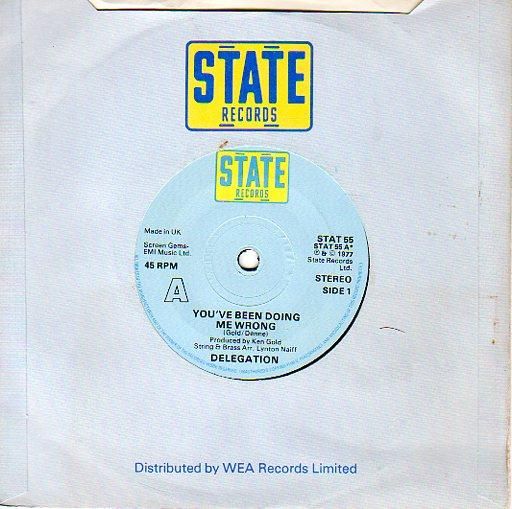 STATE
RECORDS
STATE
RECORDS
Made in UK
Screen Gems-
EMI Music Ltd.
45 RPM
A
STAT 55
STAT 55 A*
℗ & © 1977
State Records
Ltd.
STEREO
SIDE 1
YOU'VE BEEN DOING
ME WRONG
(Gold/Denne)
Produced by Ken Gold
String & Brass Arr. Lynton Naiff
DELEGATION
Distributed by WEA Records Limited